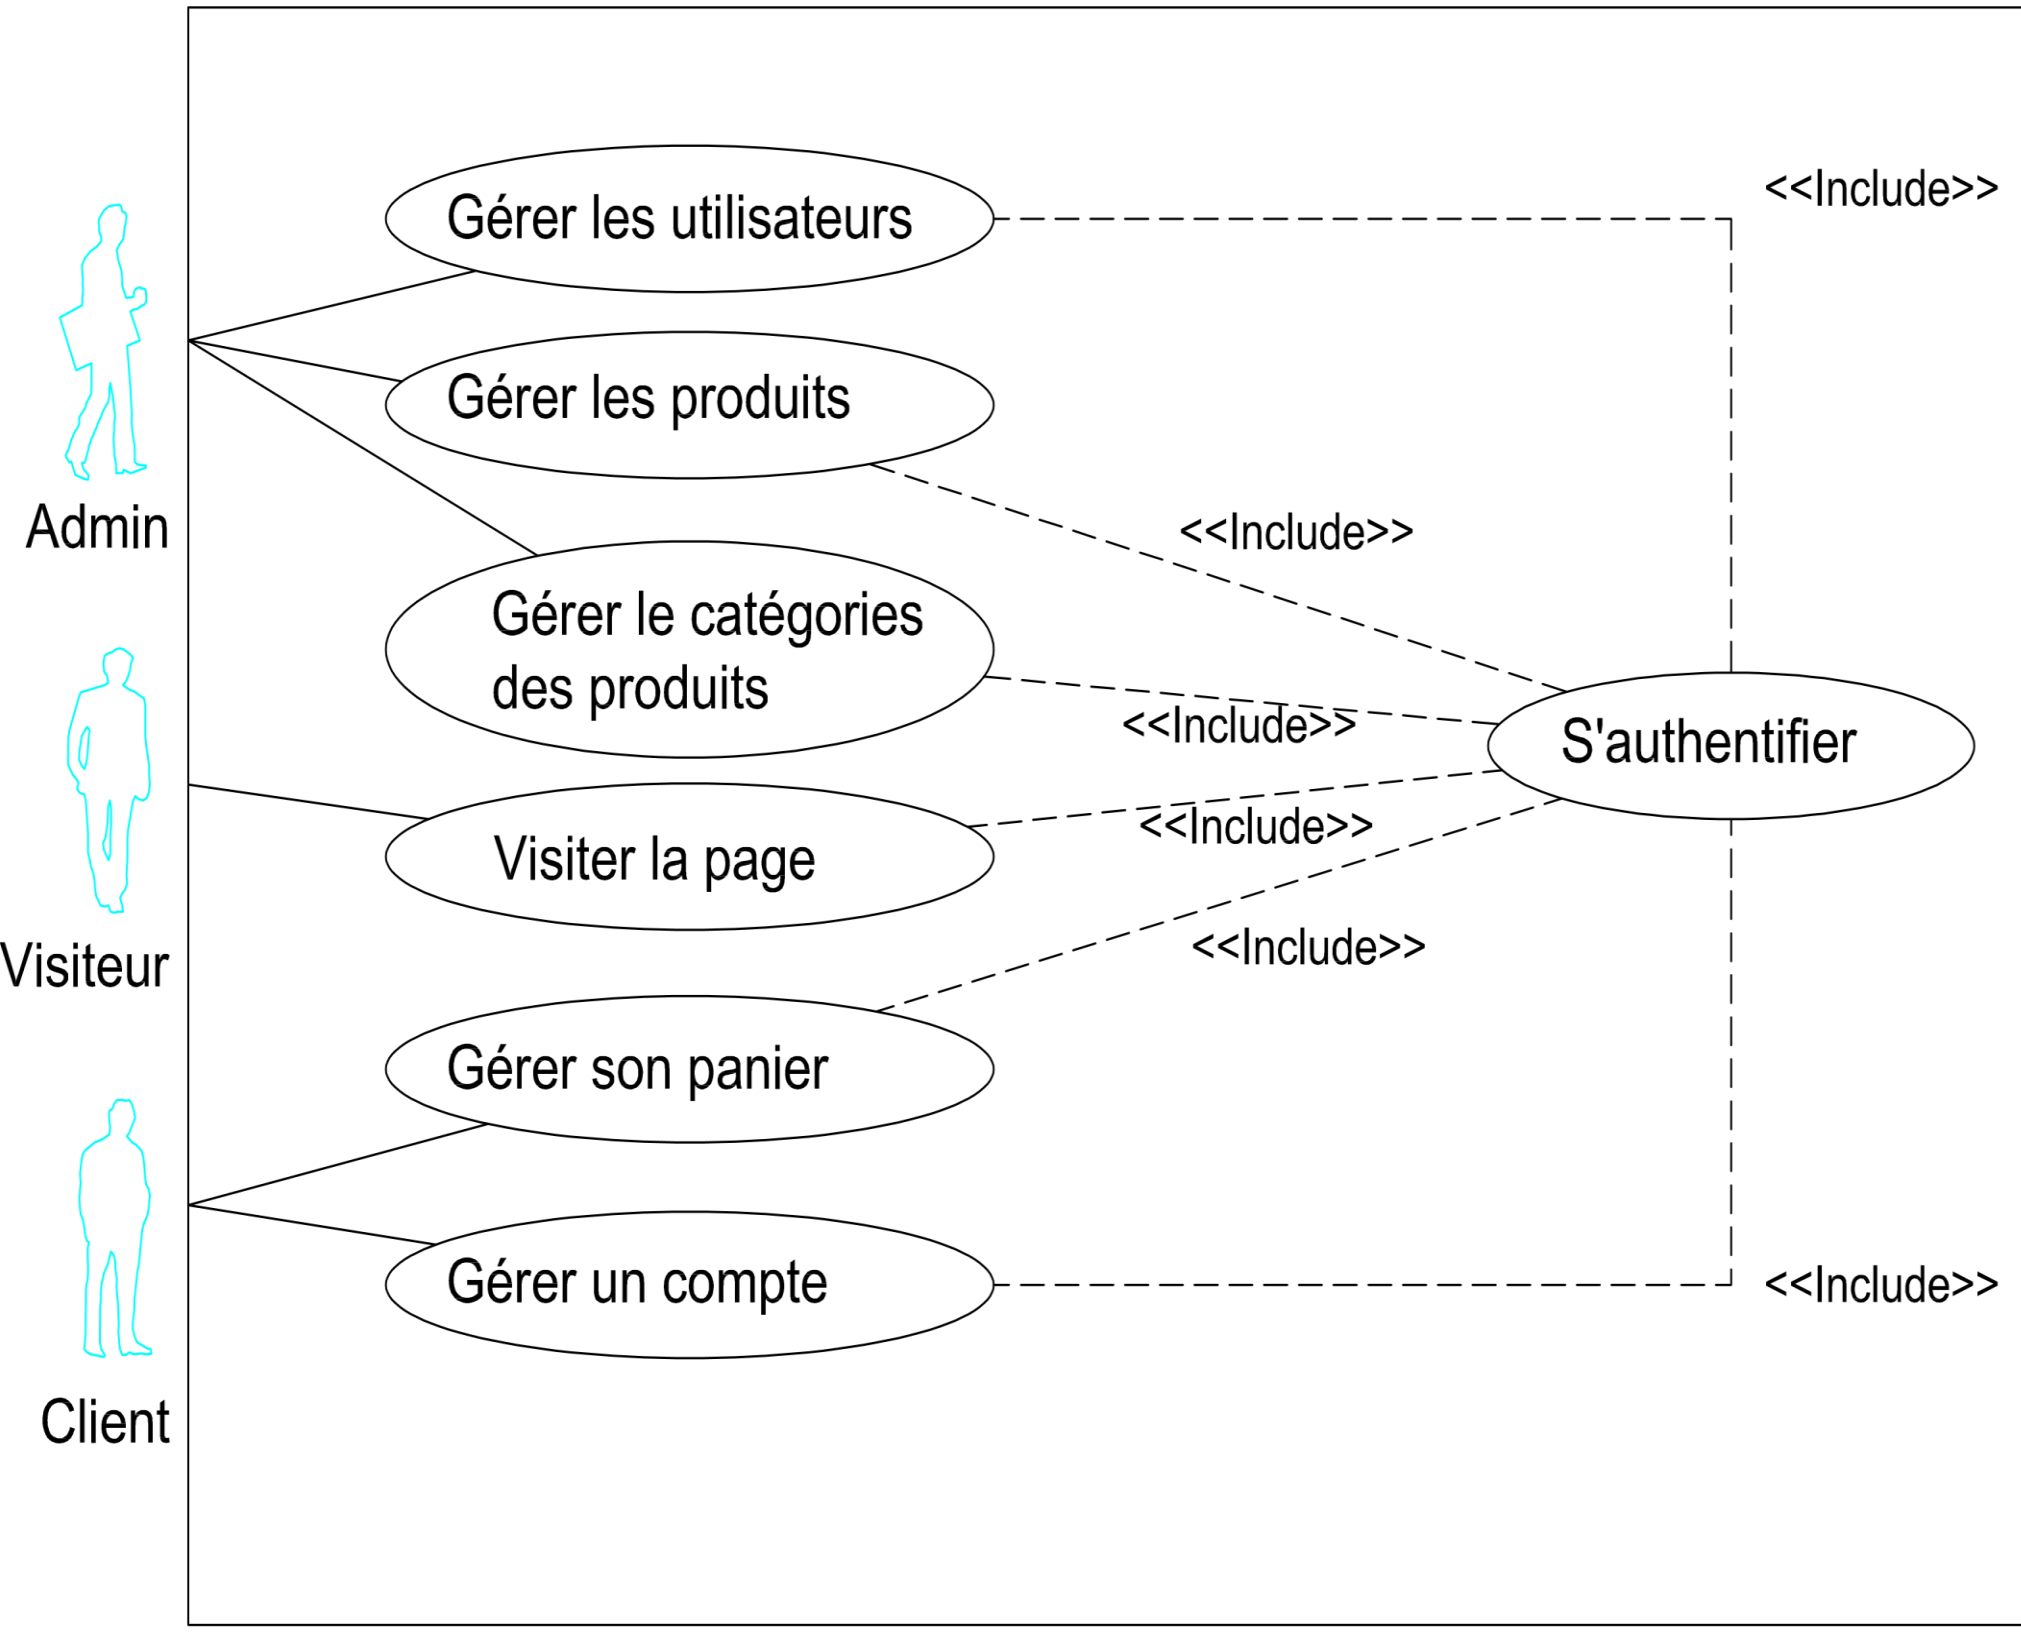 <<Include>>
Gérer les utilisateurs
Gérer les produits
Admin
<<Include>>
Gérer le catégories
des produits
<<Include>>
S'authentifier
<<Include>>
Visiter la page
Visiteur
<<Include>>
Gérer son panier
Gérer un compte
<<Include>>
Client